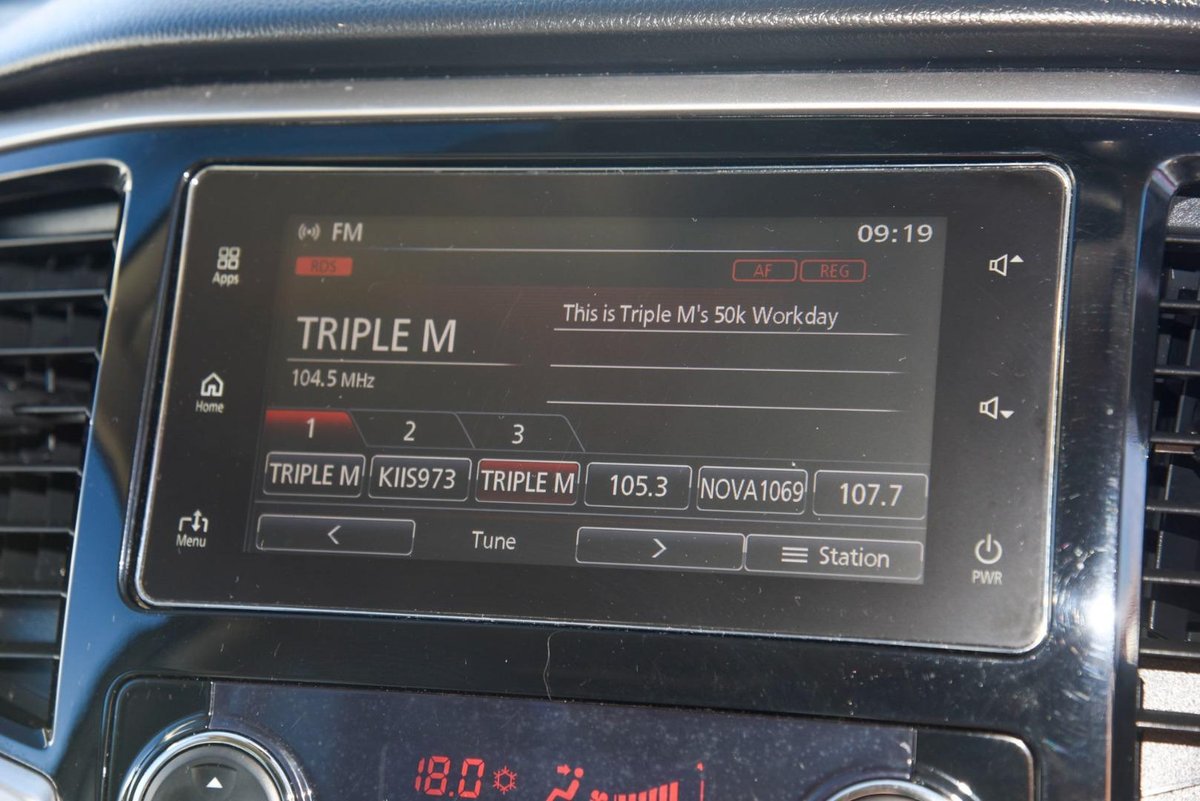 FM
09:19
Apps
RDS
AF
REG
This is Triple M's 50k Workday
TRIPLE M
104.5 MHz
Home
1
2
3
TRIPLE M
KIIS973
TRIPLE M
105.3
NOVA1069
107.7
Menu
<
Tune
>
Station
PWR
18.0